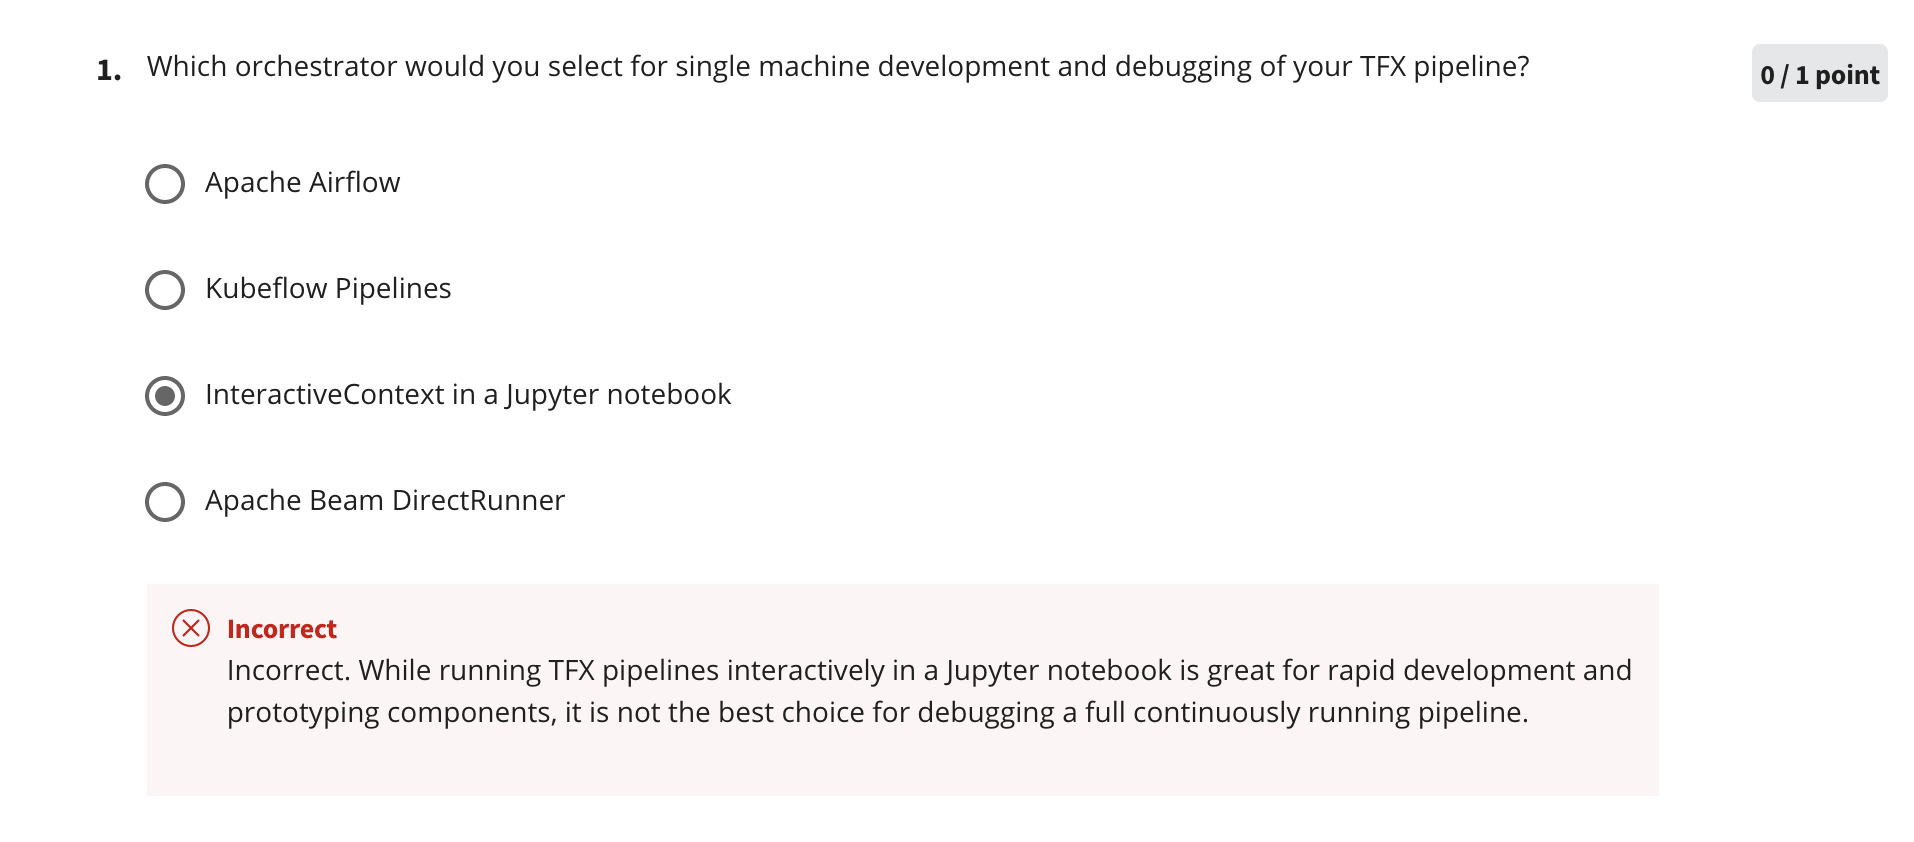 1. Which orchestrator would you select for single machine development and debugging of your TFX pipeline?
0 / 1 point
Apache Airflow
Kubeflow Pipelines
InteractiveContext in a Jupyter notebook
Apache Beam DirectRunner
Incorrect
Incorrect. While running TFX pipelines interactively in a Jupyter notebook is great for rapid development and
prototyping components, it is not the best choice for debugging a full continuously running pipeline.